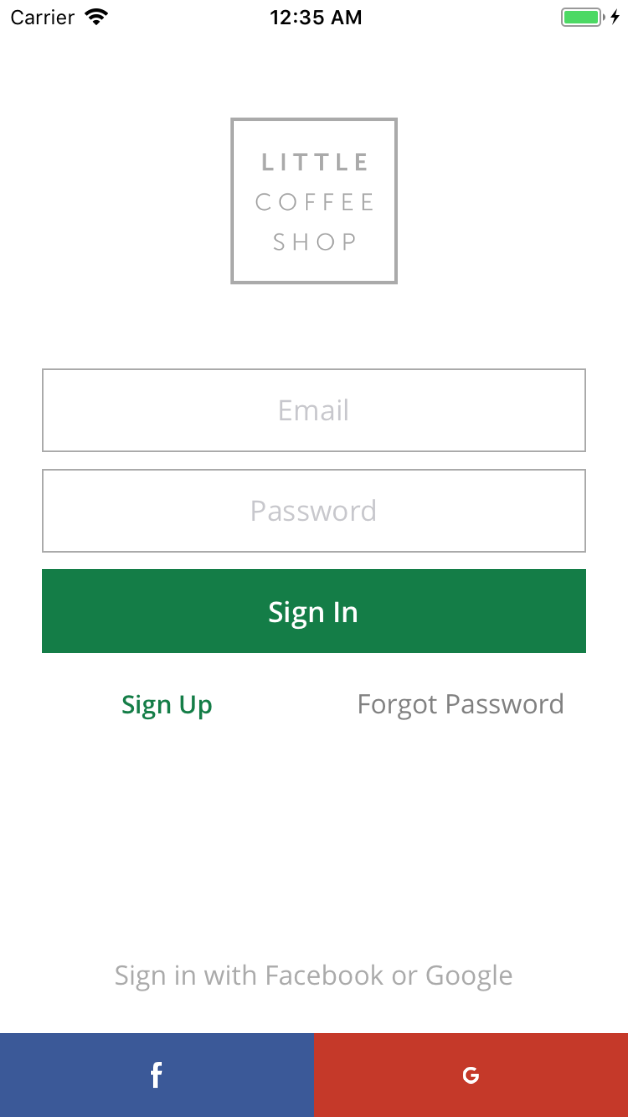 Carrier 12:35 AM
LITTLE
COFFEE
SHOP
Email
Password
Sign In
Sign Up Forgot Password
Sign in with Facebook or Google
f G